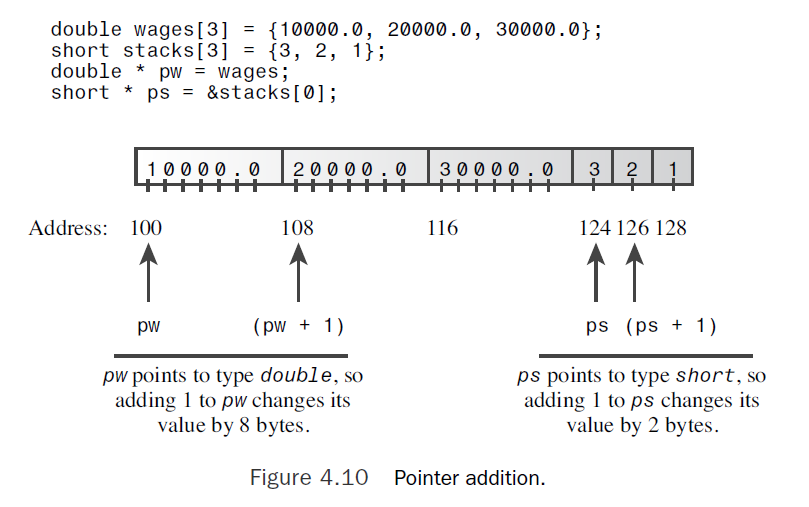 double wages[3] = {10000.0, 20000.0, 30000.0};
short stacks[3] = {3, 2, 1};
double * pw = wages;
short * ps = &stacks[0];
10000.0 20000.0 30000.0 3 2 1
Address: 100 108 116 124 126 128
pw (pw + 1) ps (ps + 1)
pw points to type double, so
adding 1 to pw changes its
value by 8 bytes.
ps points to type short, so
adding 1 to ps changes its
value by 2 bytes.
Figure 4.10 Pointer addition.